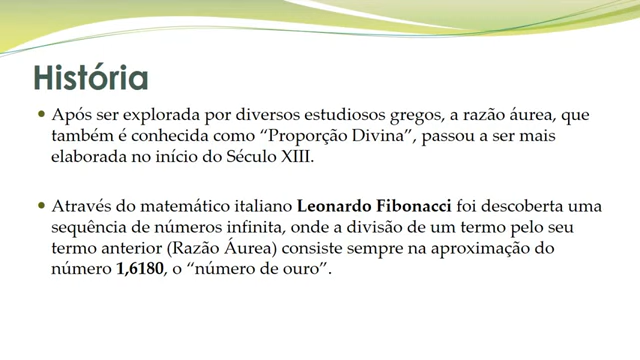 História
• Após ser explorada por diversos estudiosos gregos, a razão áurea, que
também é conhecida como “Proporção Divina”, passou a ser mais
elaborada no início do Século XIII.
• Através do matemático italiano Leonardo Fibonacci foi descoberta uma
sequência de números infinita, onde a divisão de um termo pelo seu
termo anterior (Razão Áurea) consiste sempre na aproximação do
número 1,6180, o “número de ouro”.